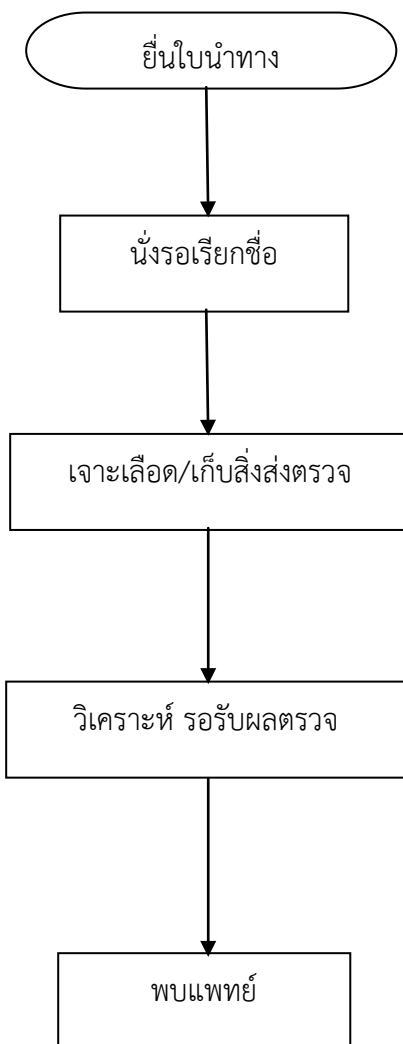 ยื่นใบนำทาง
นั่งรอเรียกชื่อ
เจาะเลือด/เก็บสิ่งส่งตรวจ
วิเคราะห์ รอรับผลตรวจ
พบแพทย์